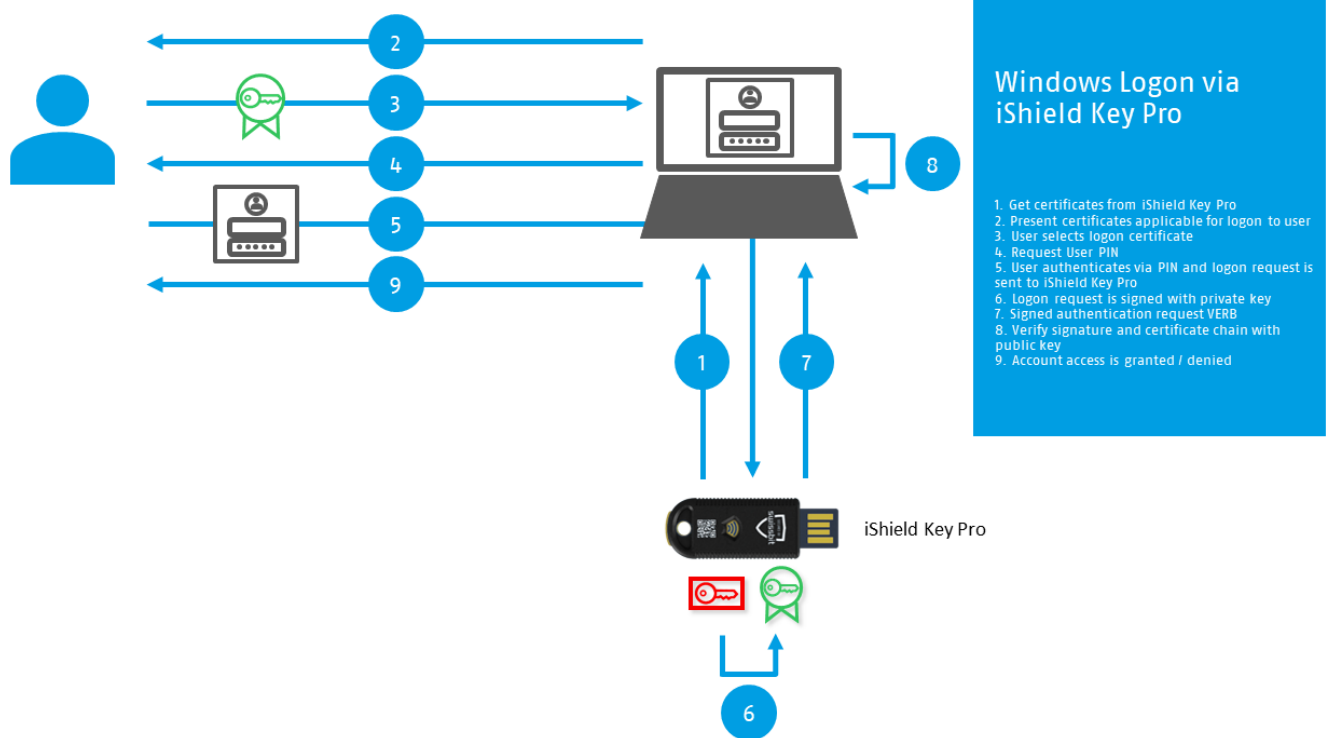 2
3
4
5
9
8
1
7
6
Windows Logon via
iShield Key Pro
1. Get certificates from iShield Key Pro
2. Present certificates applicable for logon to user
3. User selects logon certificate
4. Request User PIN
5. User authenticates via PIN and logon request is
sent to iShield Key Pro
6. Logon request is signed with private key
7. Signed authentication request VERB
8. Verify signature and certificate chain with
public key
9. Account access is granted / denied
swissbit
iShield Key Pro